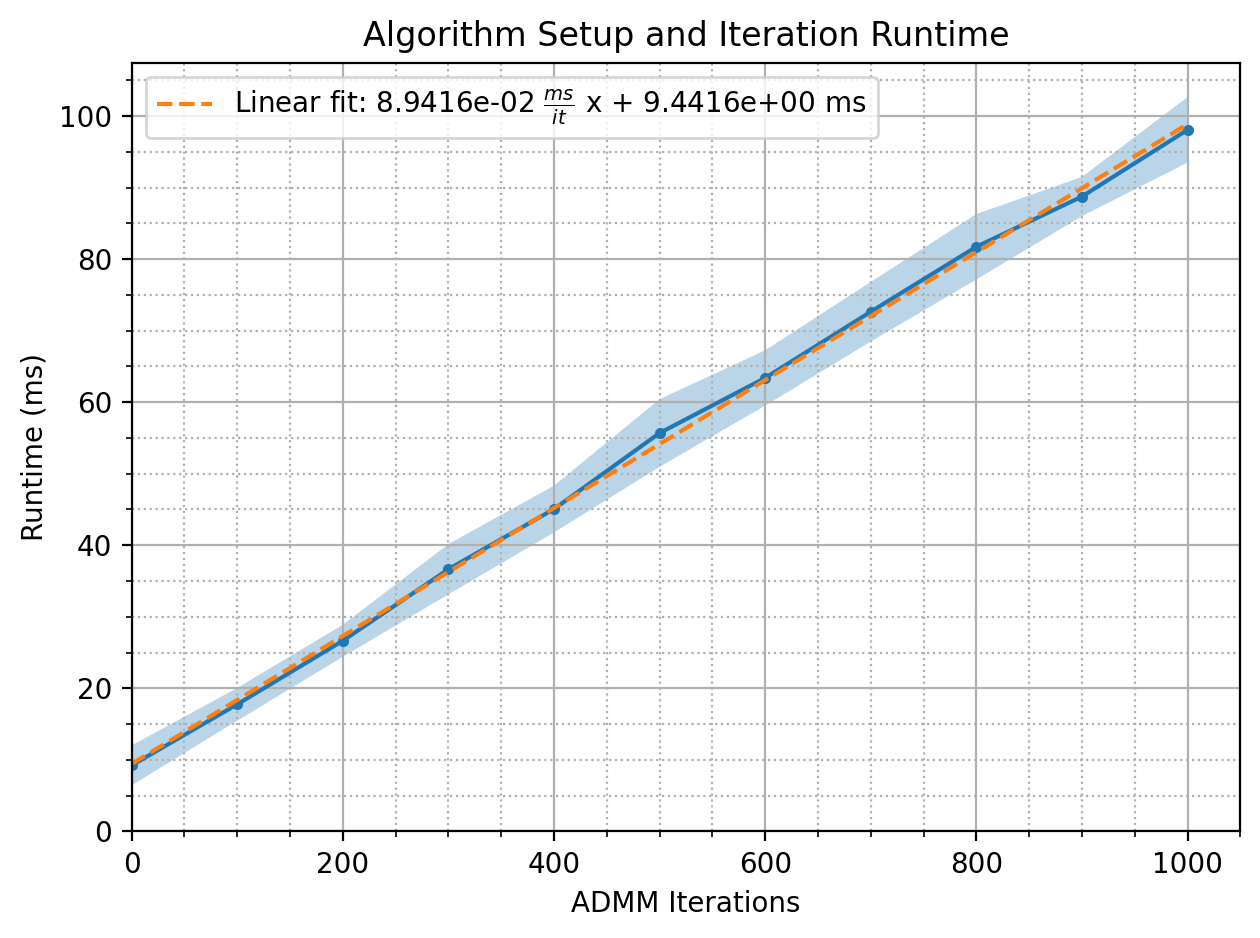 Algorithm Setup and Iteration Runtime
Linear fit: 8.9416e-02 ms/it x + 9.4416e+00 ms
Runtime (ms)
100
80
60
40
20
0
0 200 400 600 800 1000
ADMM Iterations